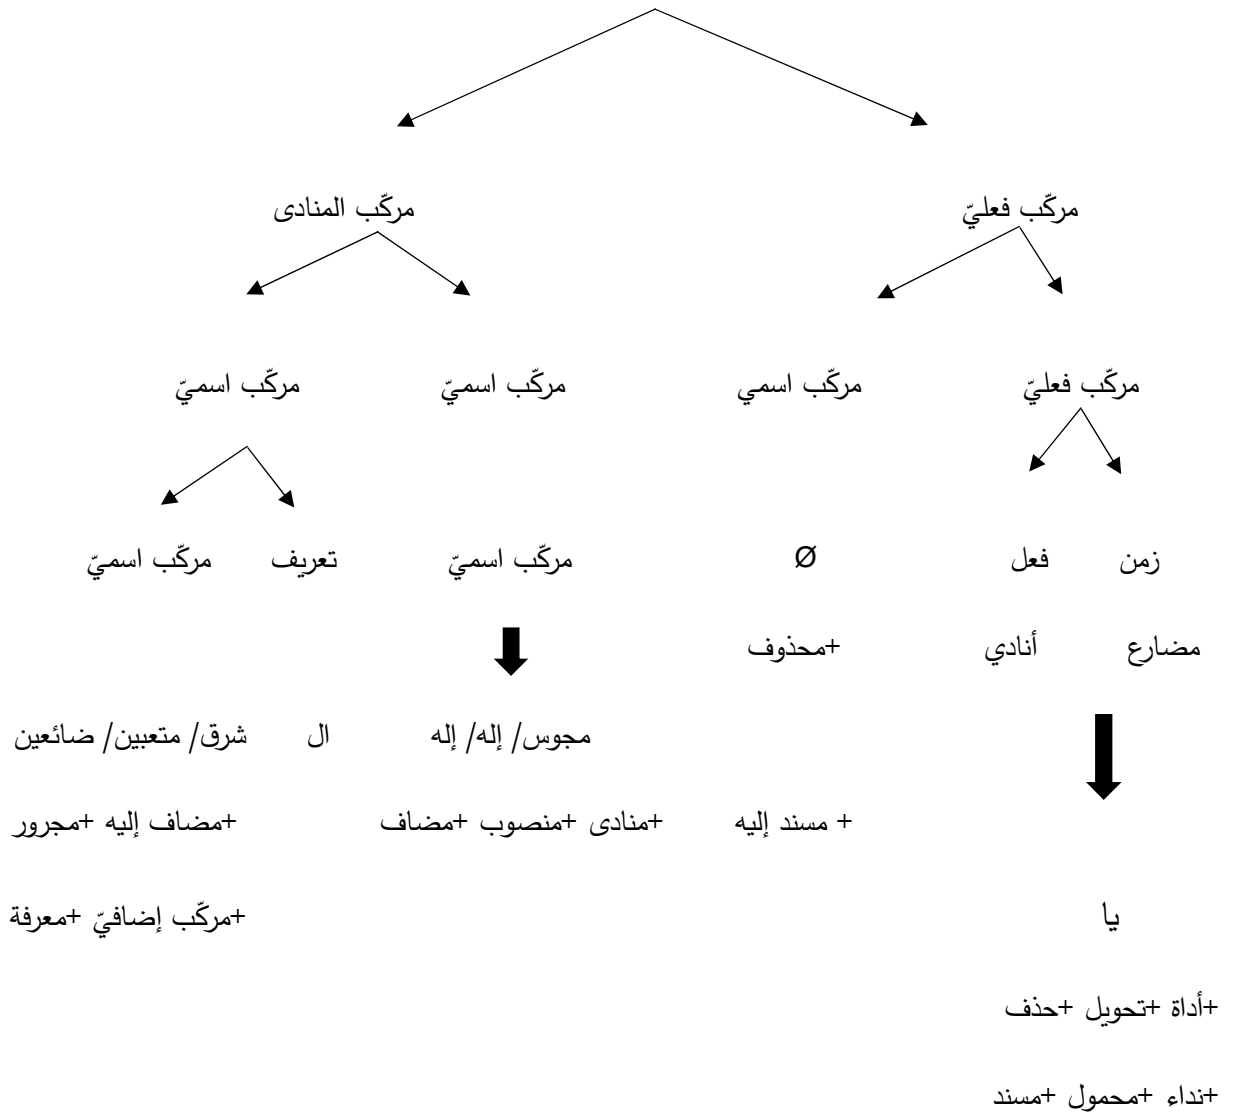 مركّب فعليّ مركّب المنادى
مركّب فعليّ مركّب اسمي مركّب اسميّ مركّب اسميّ
زمن فعل Ø مركّب اسميّ تعريف مركّب اسميّ
مضارع أنادي +محذوف
مجوس/ إله/ إله ال شرق/ متعبين/ ضائعين
+ مسند إليه +منادى +منصوب +مضاف +مضاف إليه +مجرور
يا +مركّب إضافيّ +معرفة
+أداة +تحويل +حذف
+نداء +محمول +مسند